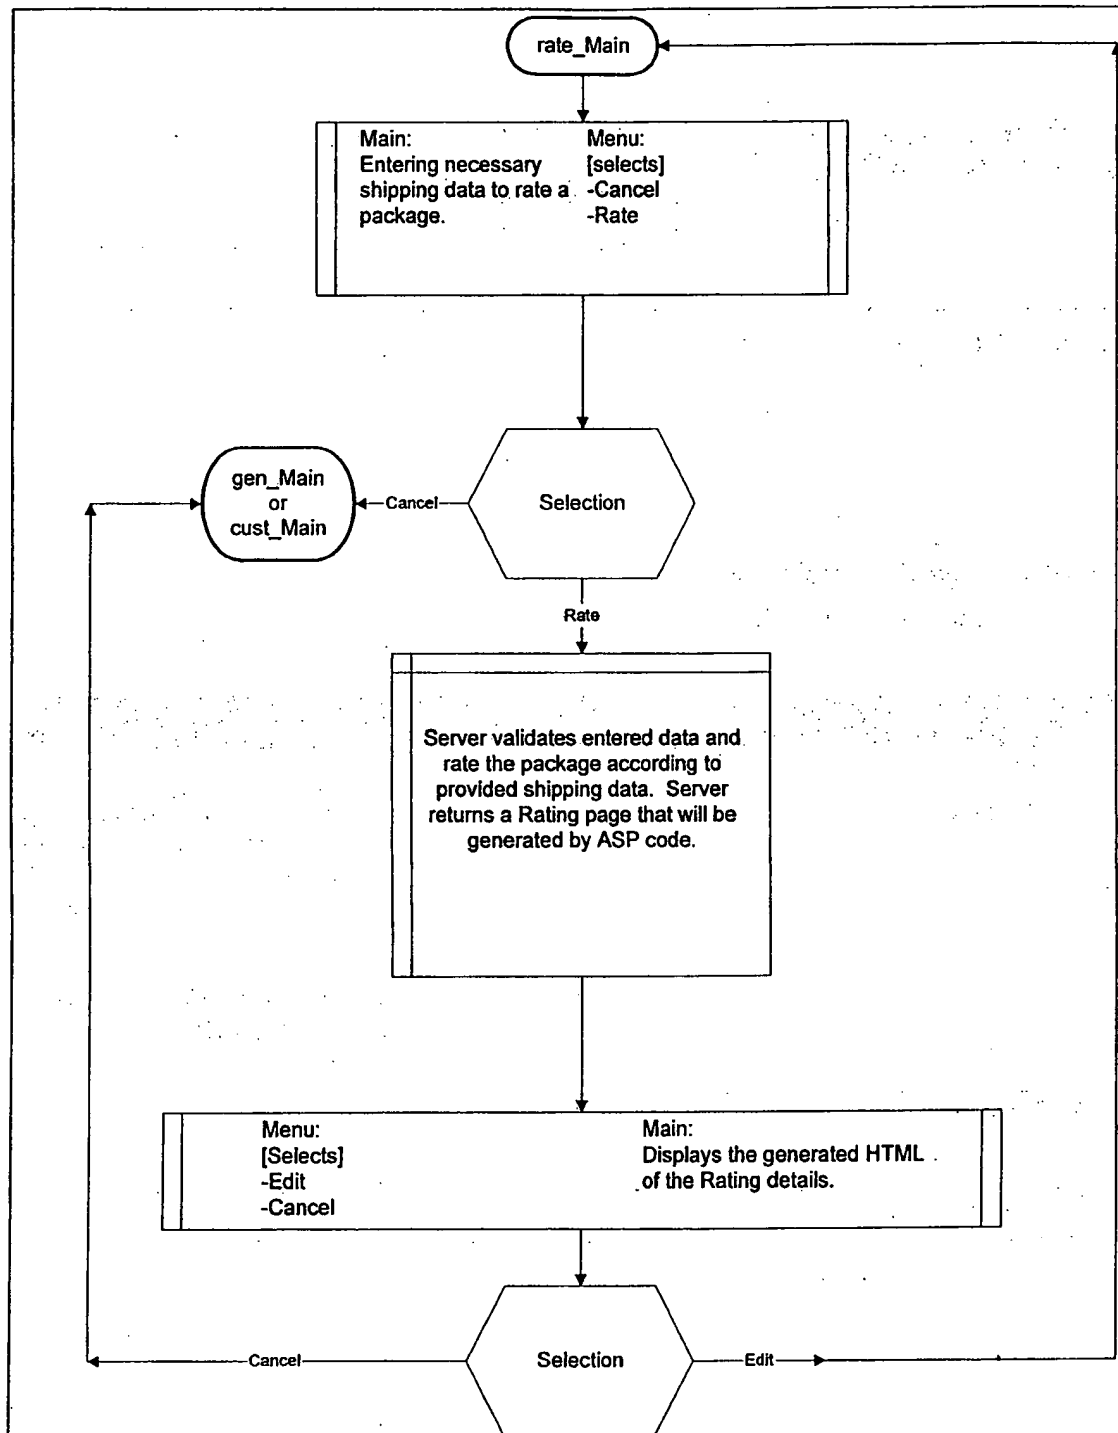 rate_Main
Main:
Entering necessary
shipping data to rate a
package.
Menu:
[selects]
-Cancel
-Rate
gen_Main
or
cust_Main
Cancel
Selection
Rate
Server validates entered data and
rate the package according to
provided shipping data. Server
returns a Rating page that will be
generated by ASP code.
Menu:
[Selects]
-Edit
-Cancel
Main:
Displays the generated HTML
of the Rating details.
Cancel
Selection
Edit